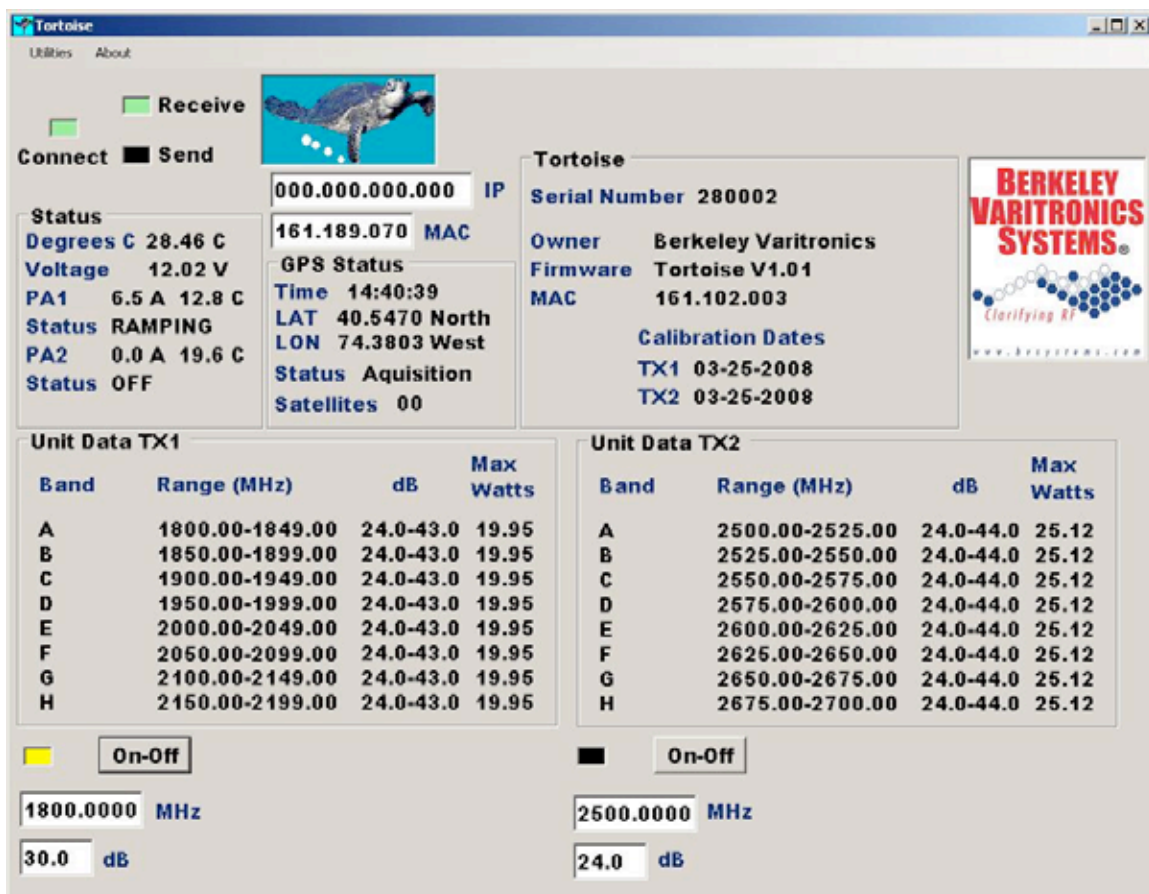 Tortoise
Utilities About
Receive
Connect Send
000.000.000.000 IP
161.189.070 MAC
Status
Degrees C 28.46 C
Voltage 12.02 V
PA1 6.5 A 12.8 C
Status RAMPING
PA2 0.0 A 19.6 C
Status OFF
GPS Status
Time 14:40:39
LAT 40.5470 North
LON 74.3803 West
Status Aquisition
Satellites 00
Tortoise
Serial Number 280002
Owner Berkeley Varitronics
Firmware Tortoise V1.01
MAC 161.102.003
Calibration Dates
TX1 03-25-2008
TX2 03-25-2008
BERKELEY
VARITRONICS
SYSTEMS®
Clarifying RF
www.bvsystems.com
Unit Data TX1
Band Range (MHz) dB Max Watts
A 1800.00-1849.00 24.0-43.0 19.95
B 1850.00-1899.00 24.0-43.0 19.95
C 1900.00-1949.00 24.0-43.0 19.95
D 1950.00-1999.00 24.0-43.0 19.95
E 2000.00-2049.00 24.0-43.0 19.95
F 2050.00-2099.00 24.0-43.0 19.95
G 2100.00-2149.00 24.0-43.0 19.95
H 2150.00-2199.00 24.0-43.0 19.95
On-Off
1800.0000 MHz
30.0 dB
Unit Data TX2
Band Range (MHz) dB Max Watts
A 2500.00-2525.00 24.0-44.0 25.12
B 2525.00-2550.00 24.0-44.0 25.12
C 2550.00-2575.00 24.0-44.0 25.12
D 2575.00-2600.00 24.0-44.0 25.12
E 2600.00-2625.00 24.0-44.0 25.12
F 2625.00-2650.00 24.0-44.0 25.12
G 2650.00-2675.00 24.0-44.0 25.12
H 2675.00-2700.00 24.0-44.0 25.12
On-Off
2500.0000 MHz
24.0 dB